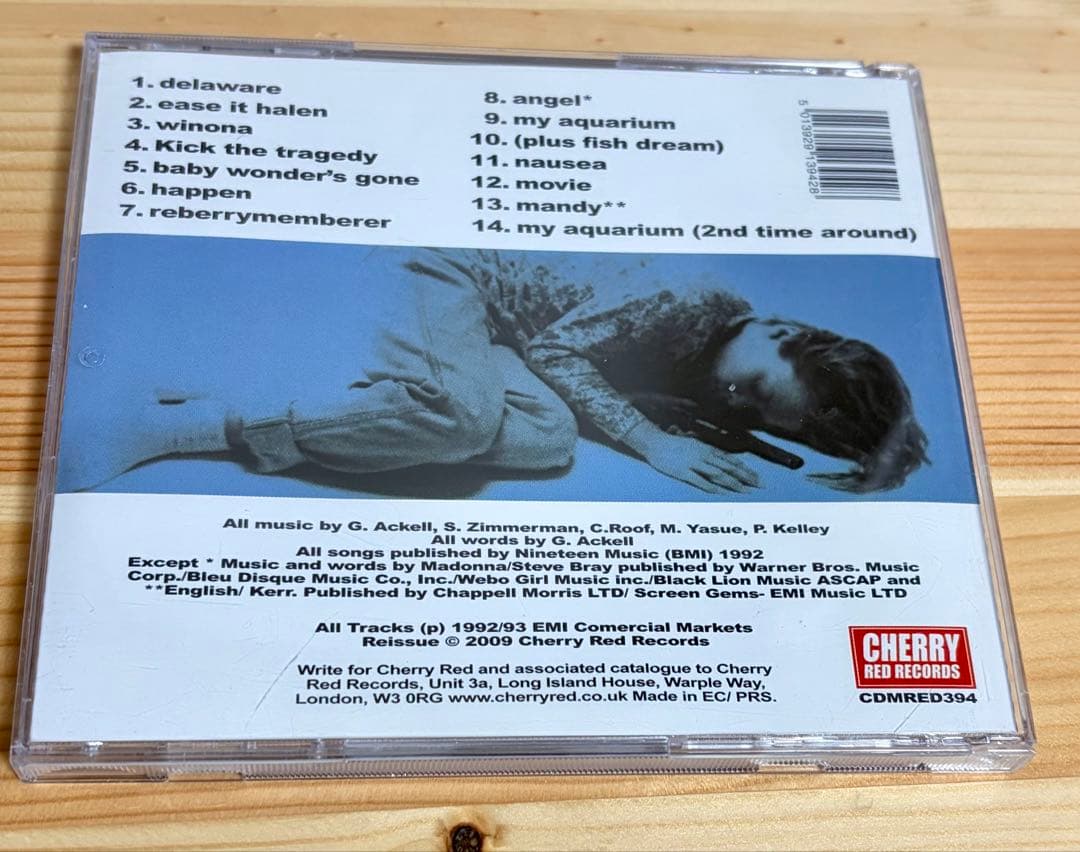 1. delaware
2. ease it halen
3. winona
4. Kick the tragedy
5. baby wonder's gone
6. happen
7. reberrymemberer
8. angel*
9. my aquarium
10. (plus fish dream)
11. nausea
12. movie
13. mandy**
14. my aquarium (2nd time around)
5 013929 139428
All music by G. Ackell, S. Zimmerman, C.Roof, M. Yasue, P. Kelley
All words by G. Ackell
All songs published by Nineteen Music (BMI) 1992
Except * Music and words by Madonna/Steve Bray published by Warner Bros. Music
Corp./Bleu Disque Music Co., Inc./Webo Girl Music inc./Black Lion Music ASCAP and
**English/ Kerr. Published by Chappell Morris LTD/ Screen Gems- EMI Music LTD
All Tracks (p) 1992/93 EMI Comercial Markets
Reissue © 2009 Cherry Red Records
Write for Cherry Red and associated catalogue to Cherry
Red Records, Unit 3a, Long Island House, Warple Way,
London, W3 0RG www.cherryred.co.uk Made in EC/ PRS.
CHERRY
RED RECORDS
CDMRED394